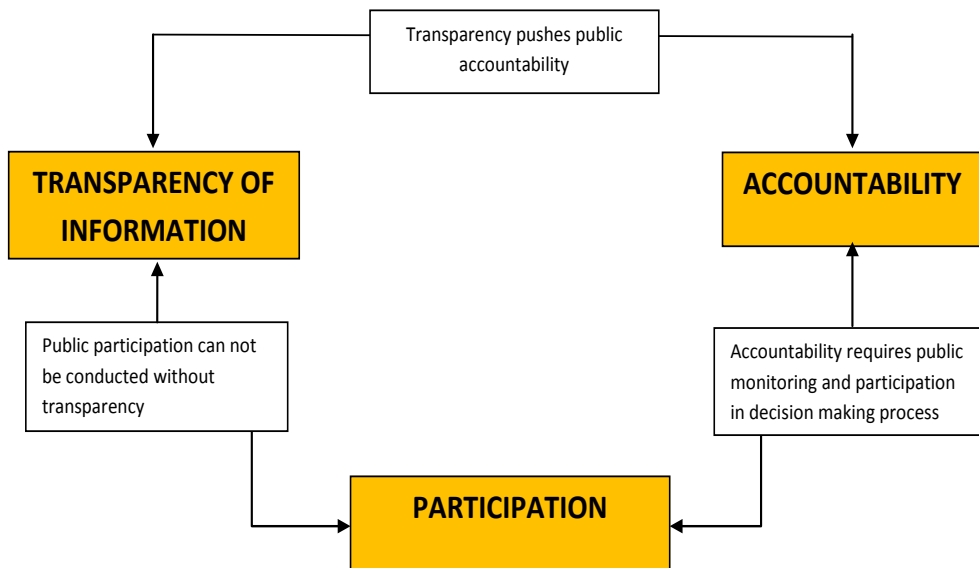 Transparency pushes public
accountability
TRANSPARENCY OF
INFORMATION
ACCOUNTABILITY
Public participation can not
be conducted without
transparency
Accountability requires public
monitoring and participation
in decision making process
PARTICIPATION